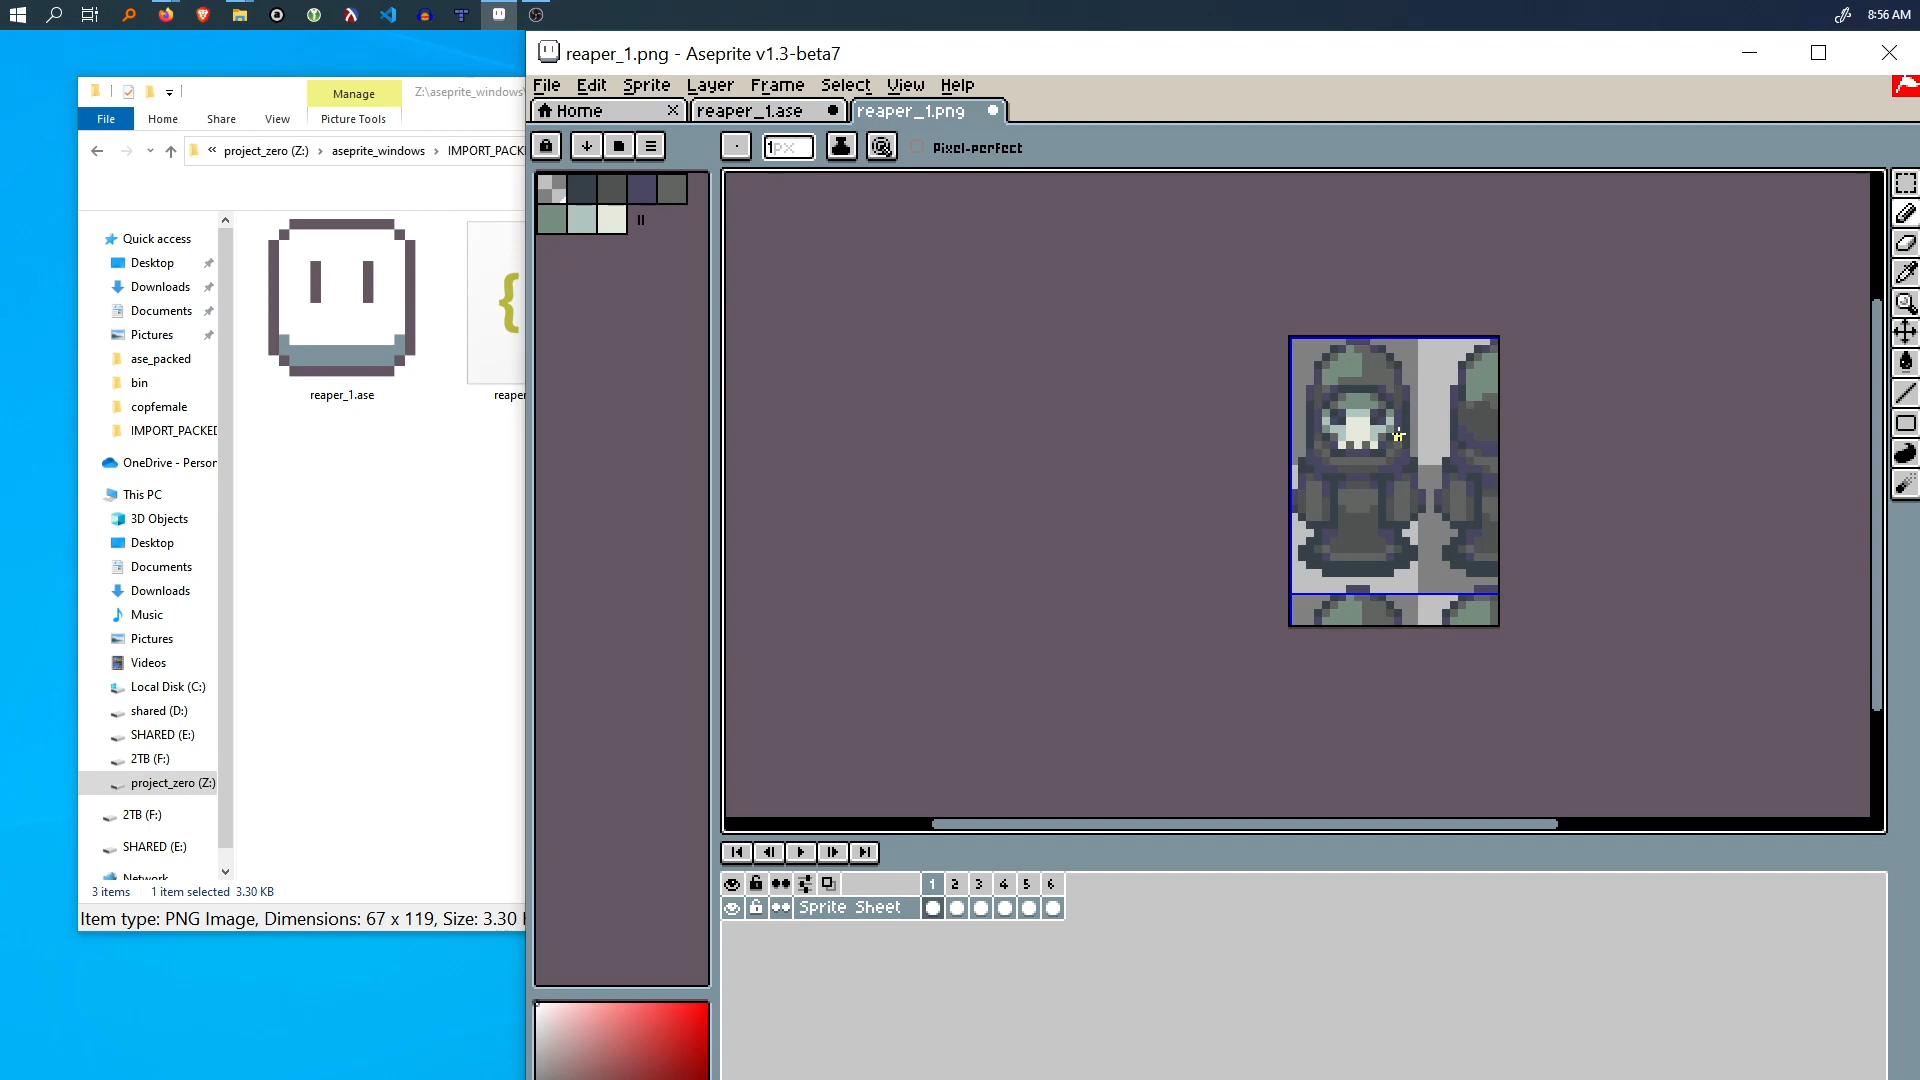 8:56 AM
reaper_1.png - Aseprite v1.3-beta7
File Edit Sprite Layer Frame Select View Help
Home reaper_1.ase reaper_1.png
1px Pixel-perfect
Manage Z:\aseprite_windows\
File Home Share View Picture Tools
project_zero (Z:) aseprite_windows IMPORT_PACK
Quick access
Desktop
Downloads
Documents
Pictures
ase_packed
bin
copfemale
IMPORT_PACKED
OneDrive - Person
This PC
3D Objects
Desktop
Documents
Downloads
Music
Pictures
Videos
Local Disk (C:)
shared (D:)
SHARED (E:)
2TB (F:)
project_zero (Z:)
2TB (F:)
SHARED (E:)
Network
reaper_1.ase
reaper
3 items 1 item selected 3.30 KB
Item type: PNG Image, Dimensions: 67 x 119, Size: 3.30
1 2 3 4 5 6
Sprite Sheet